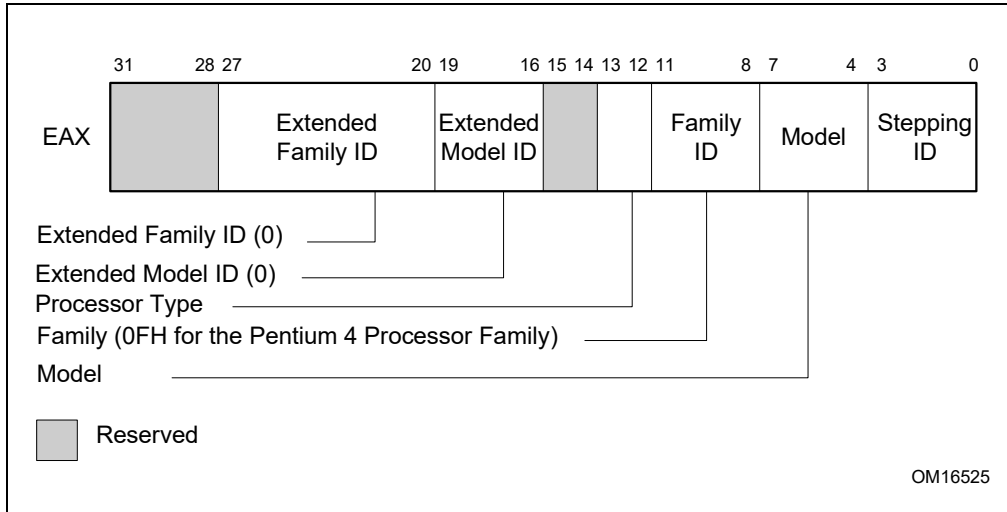 31 28 27 20 19 16 15 14 13 12 11 8 7 4 3 0
EAX
Extended
Family ID
Extended
Model ID
Family
ID
Model
Stepping
ID
Extended Family ID (0)
Extended Model ID (0)
Processor Type
Family (0FH for the Pentium 4 Processor Family)
Model
Reserved
OM16525